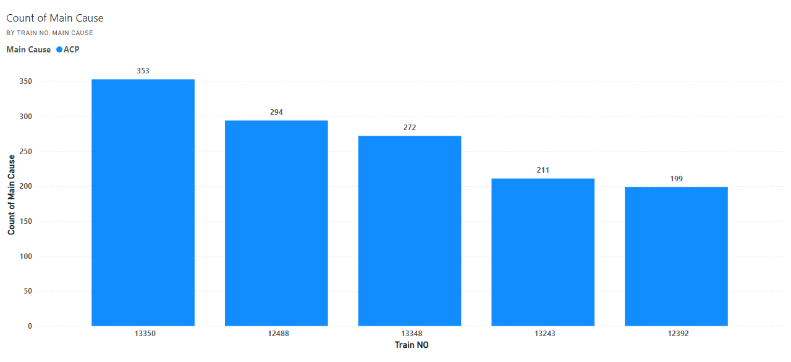 Count of Main Cause
BY TRAIN NO, MAIN CAUSE
Main Cause ACP
353
294
272
211
199
350
300
250
200
150
100
50
0
Count of Main Cause
13350 12488 13348 13243 12392
Train NO